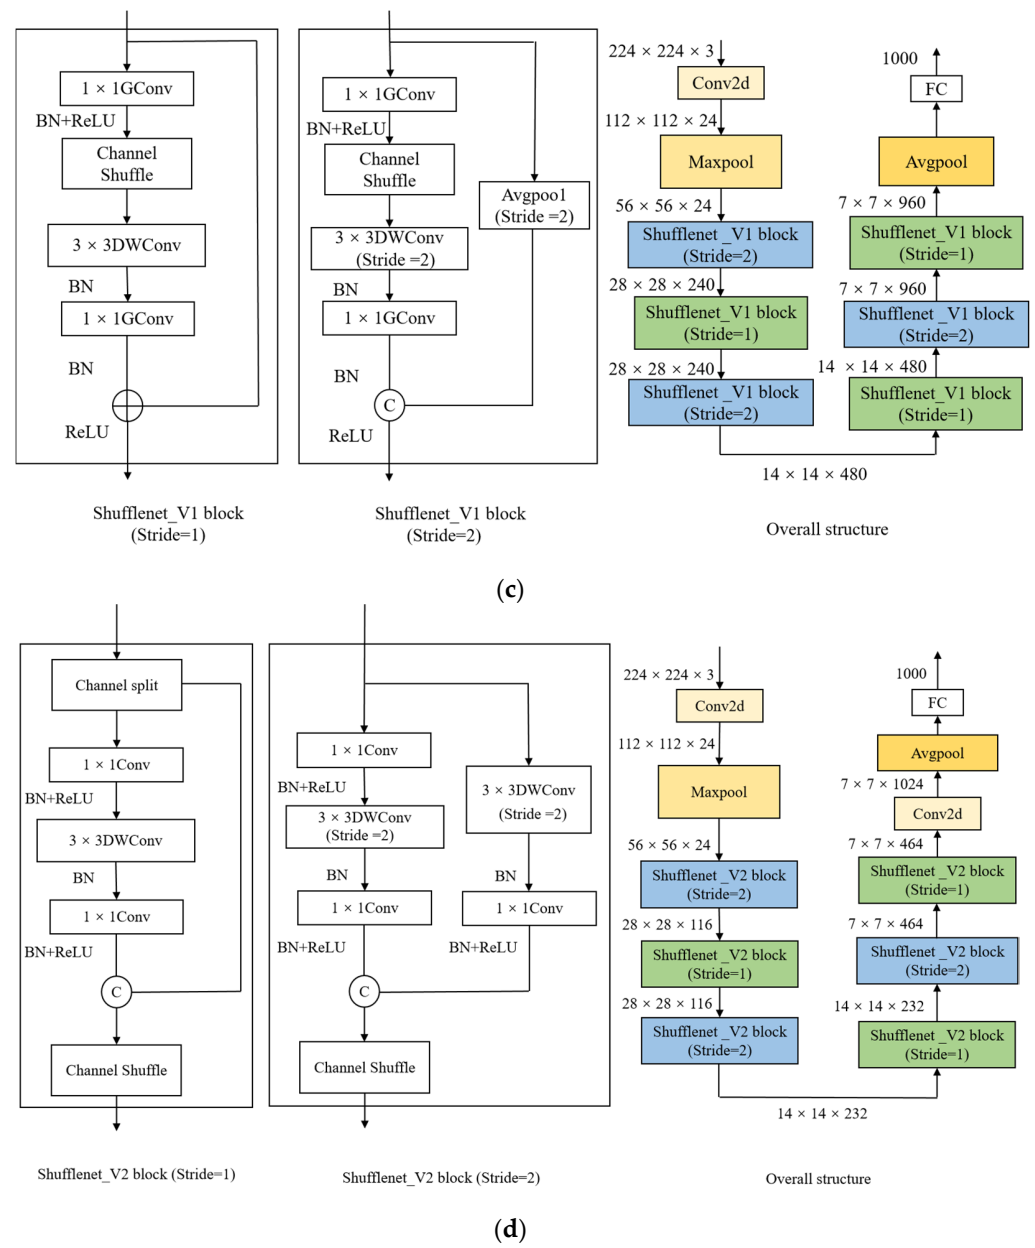 1 × 1GConv
BN+ReLU
Channel
Shuffle
3 × 3DWConv
BN
1 × 1GConv
BN
ReLU
Shufflenet_V1 block
(Stride=1)
1 × 1GConv
BN+ReLU
Channel
Shuffle
Avgpool
(Stride =2)
3 × 3DWConv
(Stride =2)
BN
1 × 1GConv
BN
C
ReLU
Shufflenet_V1 block
(Stride=2)
224 × 224 × 3
Conv2d
112 × 112 × 24
Maxpool
56 × 56 × 24
Shufflenet _V1 block
(Stride=2)
28 × 28 × 240
Shufflenet_V1 block
(Stride=1)
28 × 28 × 240
Shufflenet _V1 block
(Stride=2)
14 × 14 × 480
Shufflenet _V1 block
(Stride=1)
14 × 14 × 480
Shufflenet _V1 block
(Stride=2)
7 × 7 × 960
Shufflenet _V1 block
(Stride=1)
7 × 7 × 960
Avgpool
FC
1000
Overall structure
(c)
Channel split
1 × 1Conv
BN+ReLU
3 × 3DWConv
BN
1 × 1Conv
BN+ReLU
C
Channel Shuffle
Shufflenet_V2 block (Stride=1)
1 × 1Conv
BN+ReLU
3 × 3DWConv
(Stride =2)
BN
1 × 1Conv
BN+ReLU
3 × 3DWConv
(Stride =2)
BN
1 × 1Conv
BN+ReLU
C
Channel Shuffle
Shufflenet_V2 block (Stride=2)
224 × 224 × 3
Conv2d
112 × 112 × 24
Maxpool
56 × 56 × 24
Shufflenet _V2 block
(Stride=2)
28 × 28 × 116
Shufflenet _V2 block
(Stride=1)
28 × 28 × 116
Shufflenet _V2 block
(Stride=2)
14 × 14 × 232
Shufflenet _V2 block
(Stride=1)
14 × 14 × 232
Shufflenet _V2 block
(Stride=2)
7 × 7 × 464
Shufflenet _V2 block
(Stride=1)
7 × 7 × 464
Conv2d
7 × 7 × 1024
Avgpool
FC
1000
Overall structure
(d)